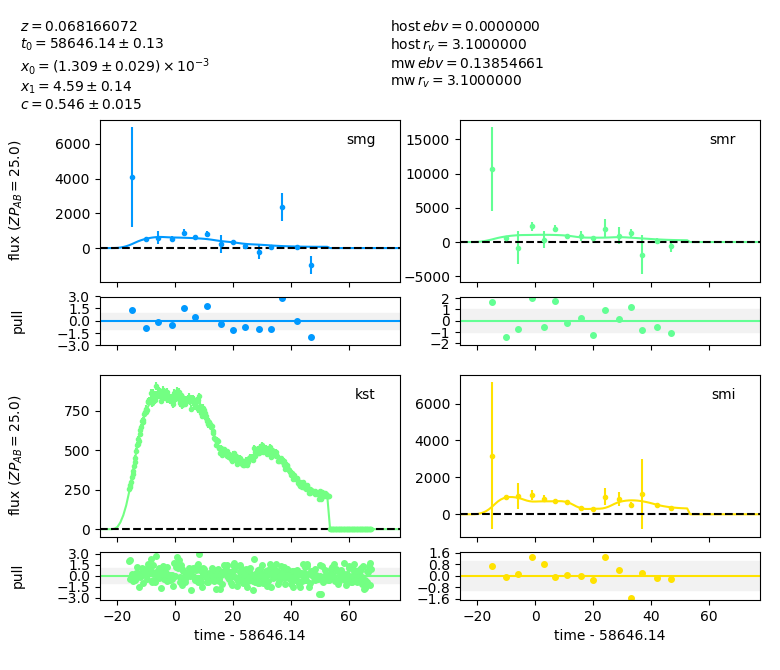 z = 0.068166072
t₀ = 58646.14 ± 0.13
x₀ = (1.309 ± 0.029) × 10⁻³
x₁ = 4.59 ± 0.14
c = 0.546 ± 0.015
host ebv = 0.0000000
host r_v = 3.1000000
mw ebv = 0.13854661
mw r_v = 3.1000000
flux (ZP_AB = 25.0)
6000
4000
2000
0
smg
15000
10000
5000
0
−5000
smr
pull
3.0
1.5
0.0
−1.5
−3.0
2
1
0
−1
−2
flux (ZP_AB = 25.0)
750
500
250
0
kst
6000
4000
2000
0
smi
pull
3.0
1.5
0.0
−1.5
−3.0
−20 0 20 40 60
time - 58646.14
1.6
0.8
0.0
−0.8
−1.6
−20 0 20 40 60
time - 58646.14